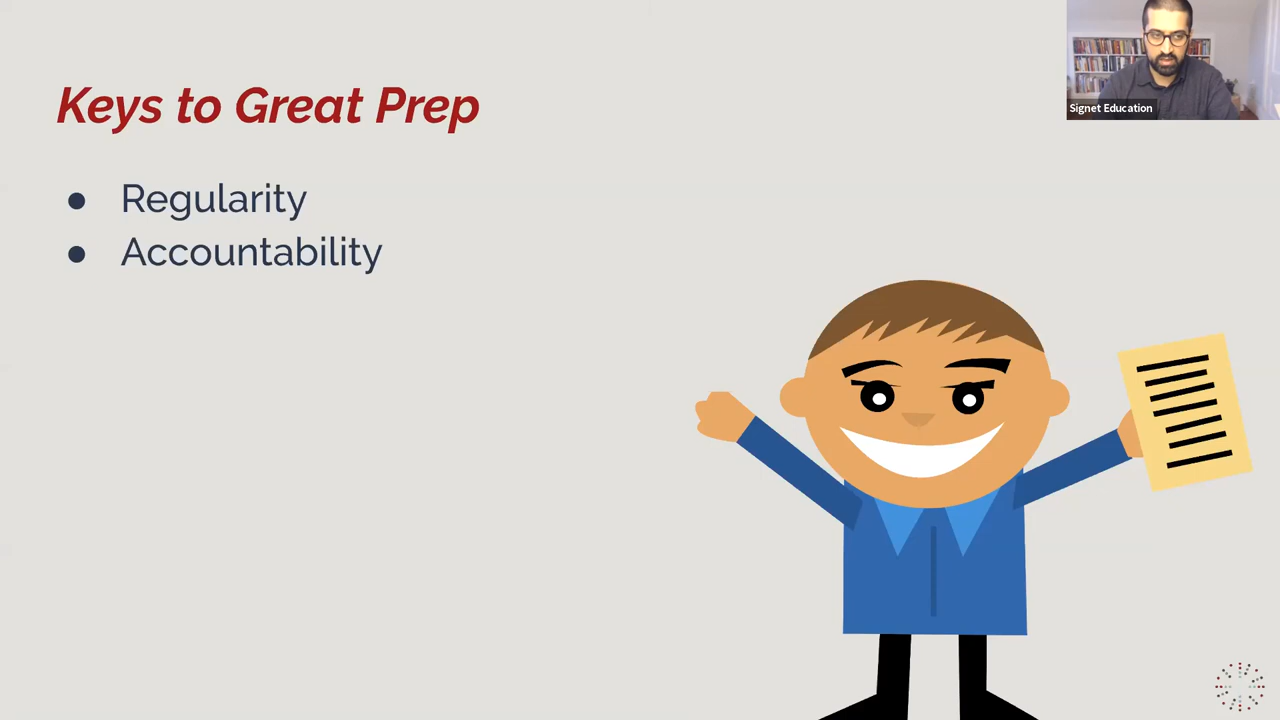 Keys to Great Prep
● Regularity
● Accountability
Signet Education